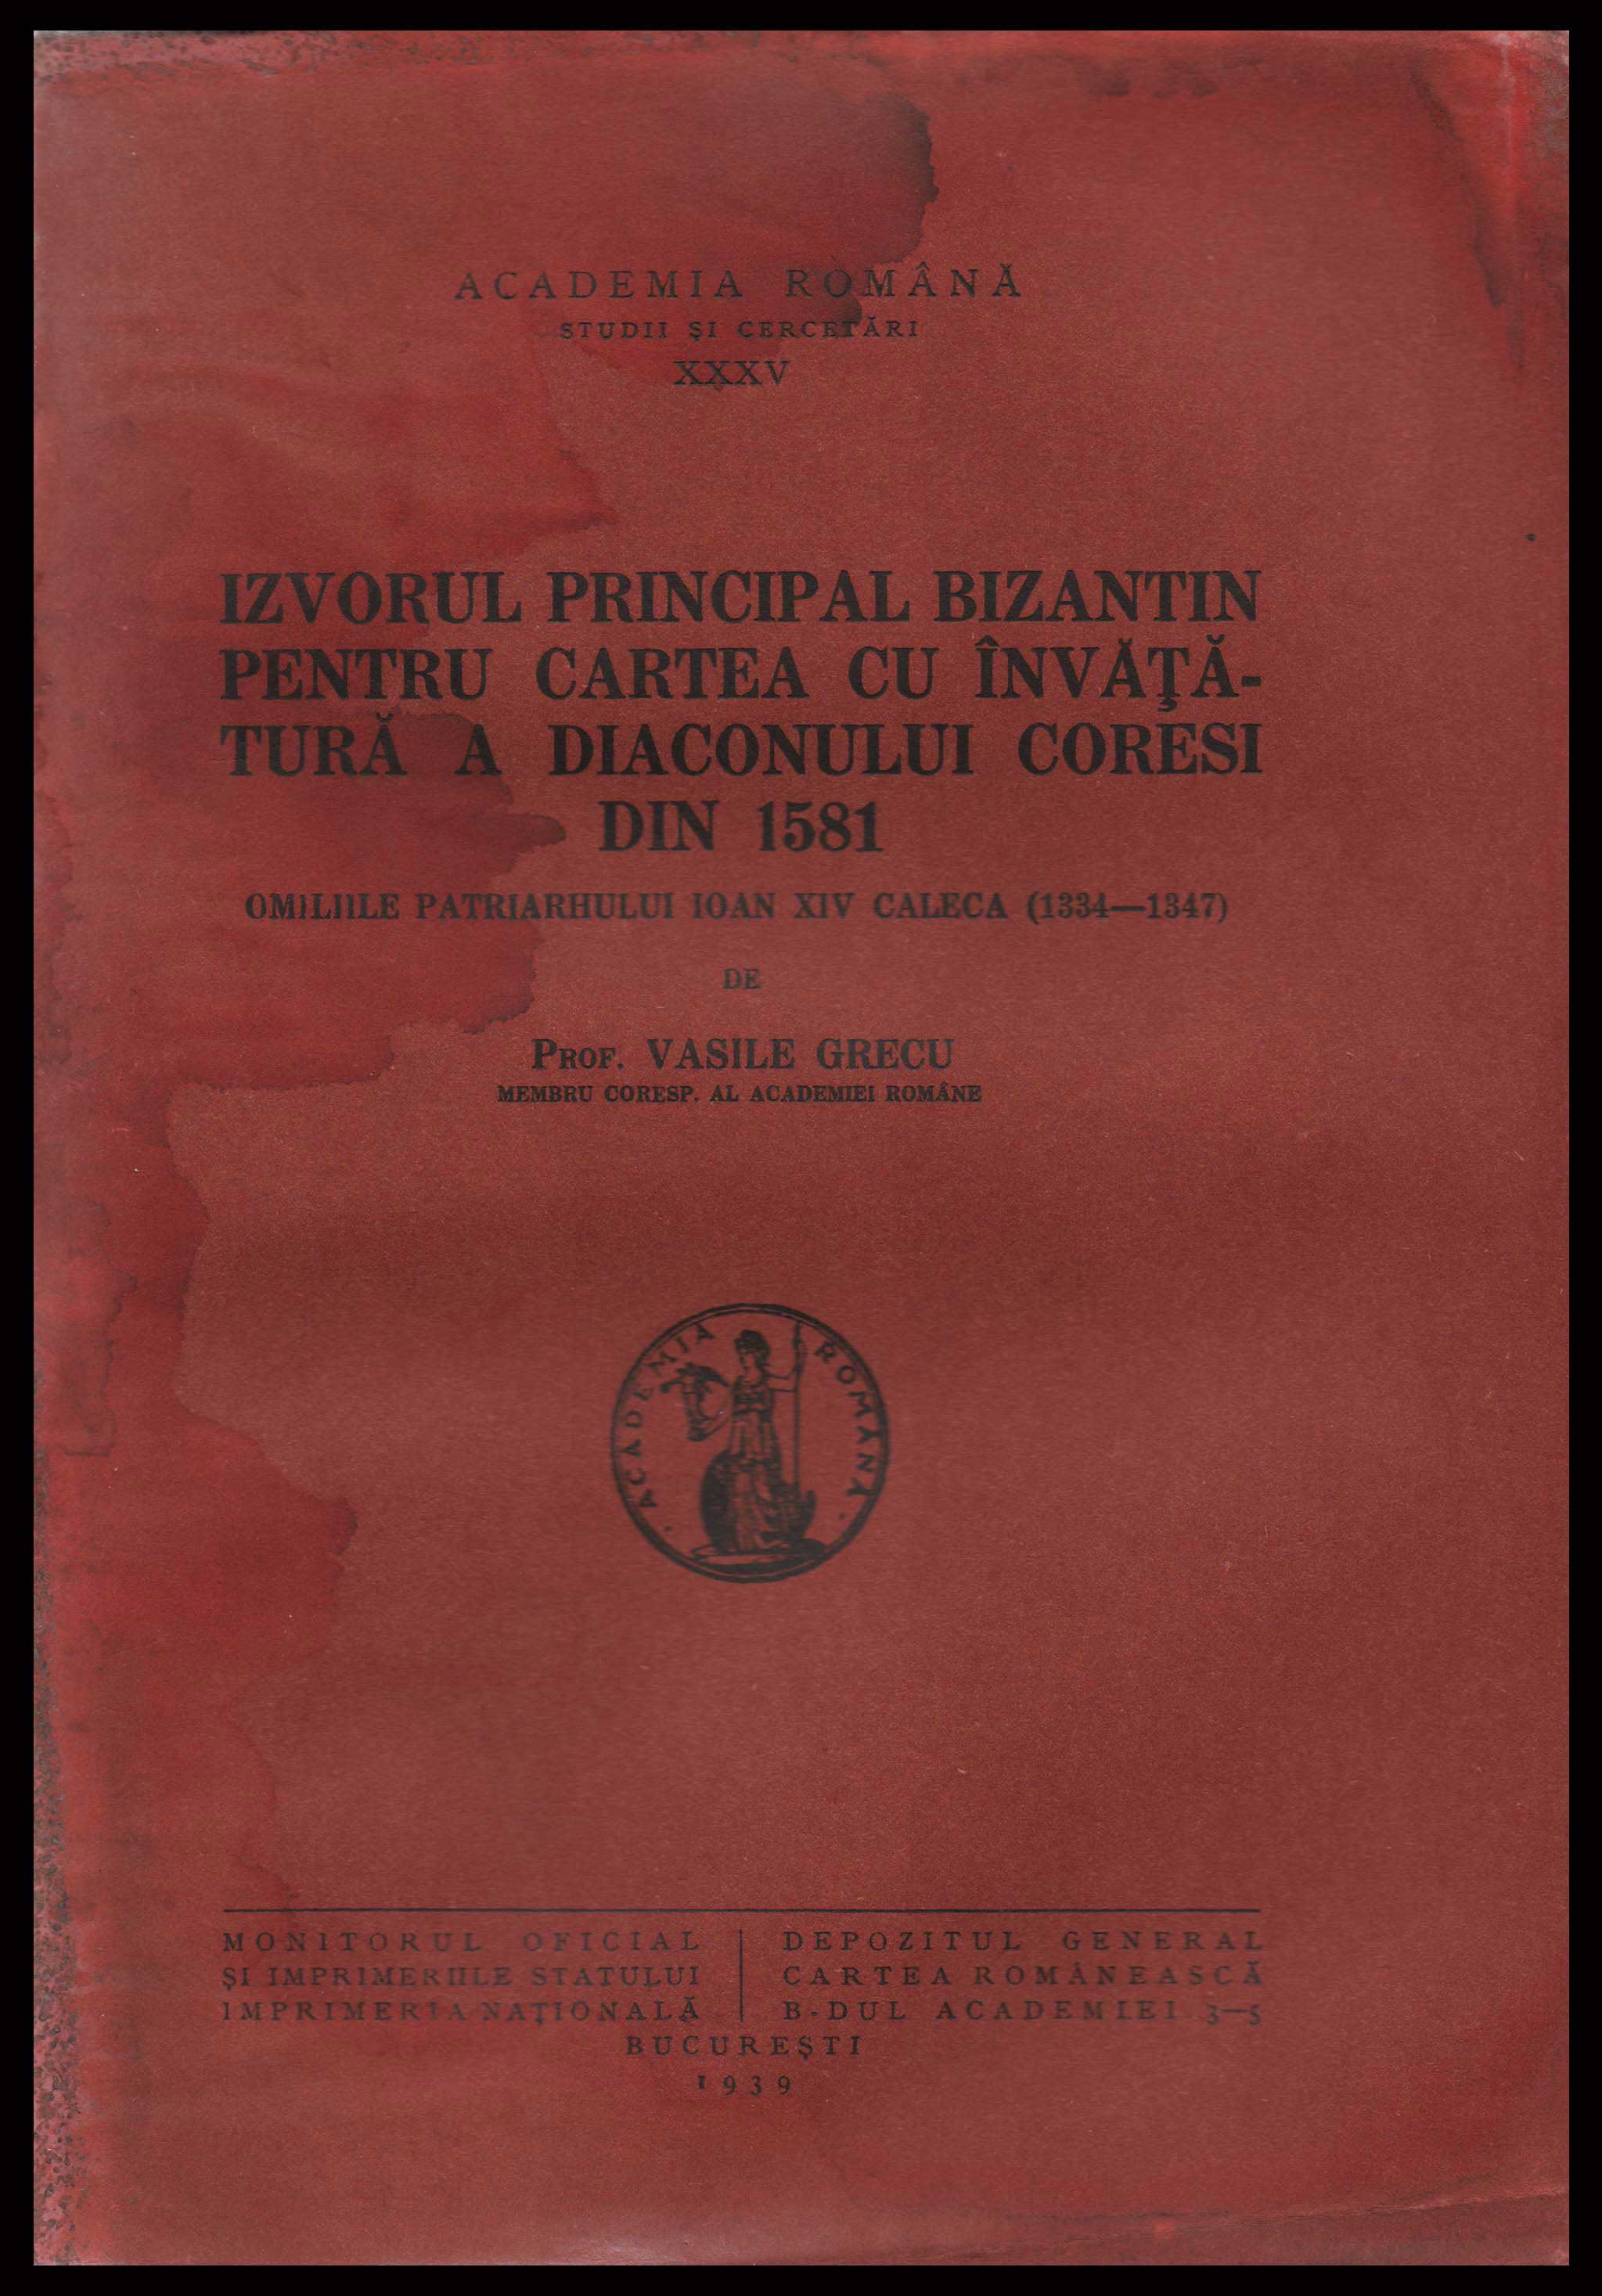 ACADEMIA ROMÂNĂ
STUDII ŞI CERCETĂRI
XXXV
IZVORUL PRINCIPAL BIZANTIN
PENTRU CARTEA CU ÎNVĂŢĂ-
TURĂ A DIACONULUI CORESI
DIN 1581
OMILIILE PATRIARHULUI IOAN XIV CALECA (1334—1347)
DE
PROF. VASILE GRECU
MEMBRU CORESP. AL ACADEMIEI ROMÂNE
ACADEMIA ROMÂNĂ
MONITORUL OFICIAL
ŞI IMPRIMERIILE STATULUI
IMPRIMERIA NAŢIONALĂ
DEPOZITUL GENERAL
CARTEA ROMÂNEASCĂ
B-DUL ACADEMIEI 3—5
BUCUREŞTI
1939